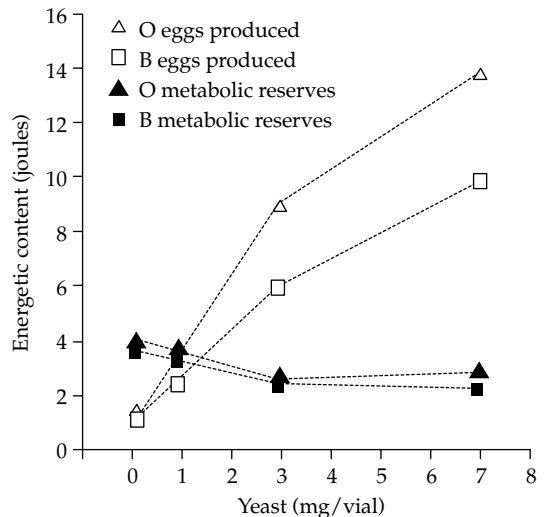 16
14
12
10
8
6
4
2
0
Energetic content (joules)
O eggs produced
B eggs produced
O metabolic reserves
B metabolic reserves
0 1 2 3 4 5 6 7 8
Yeast (mg/vial)